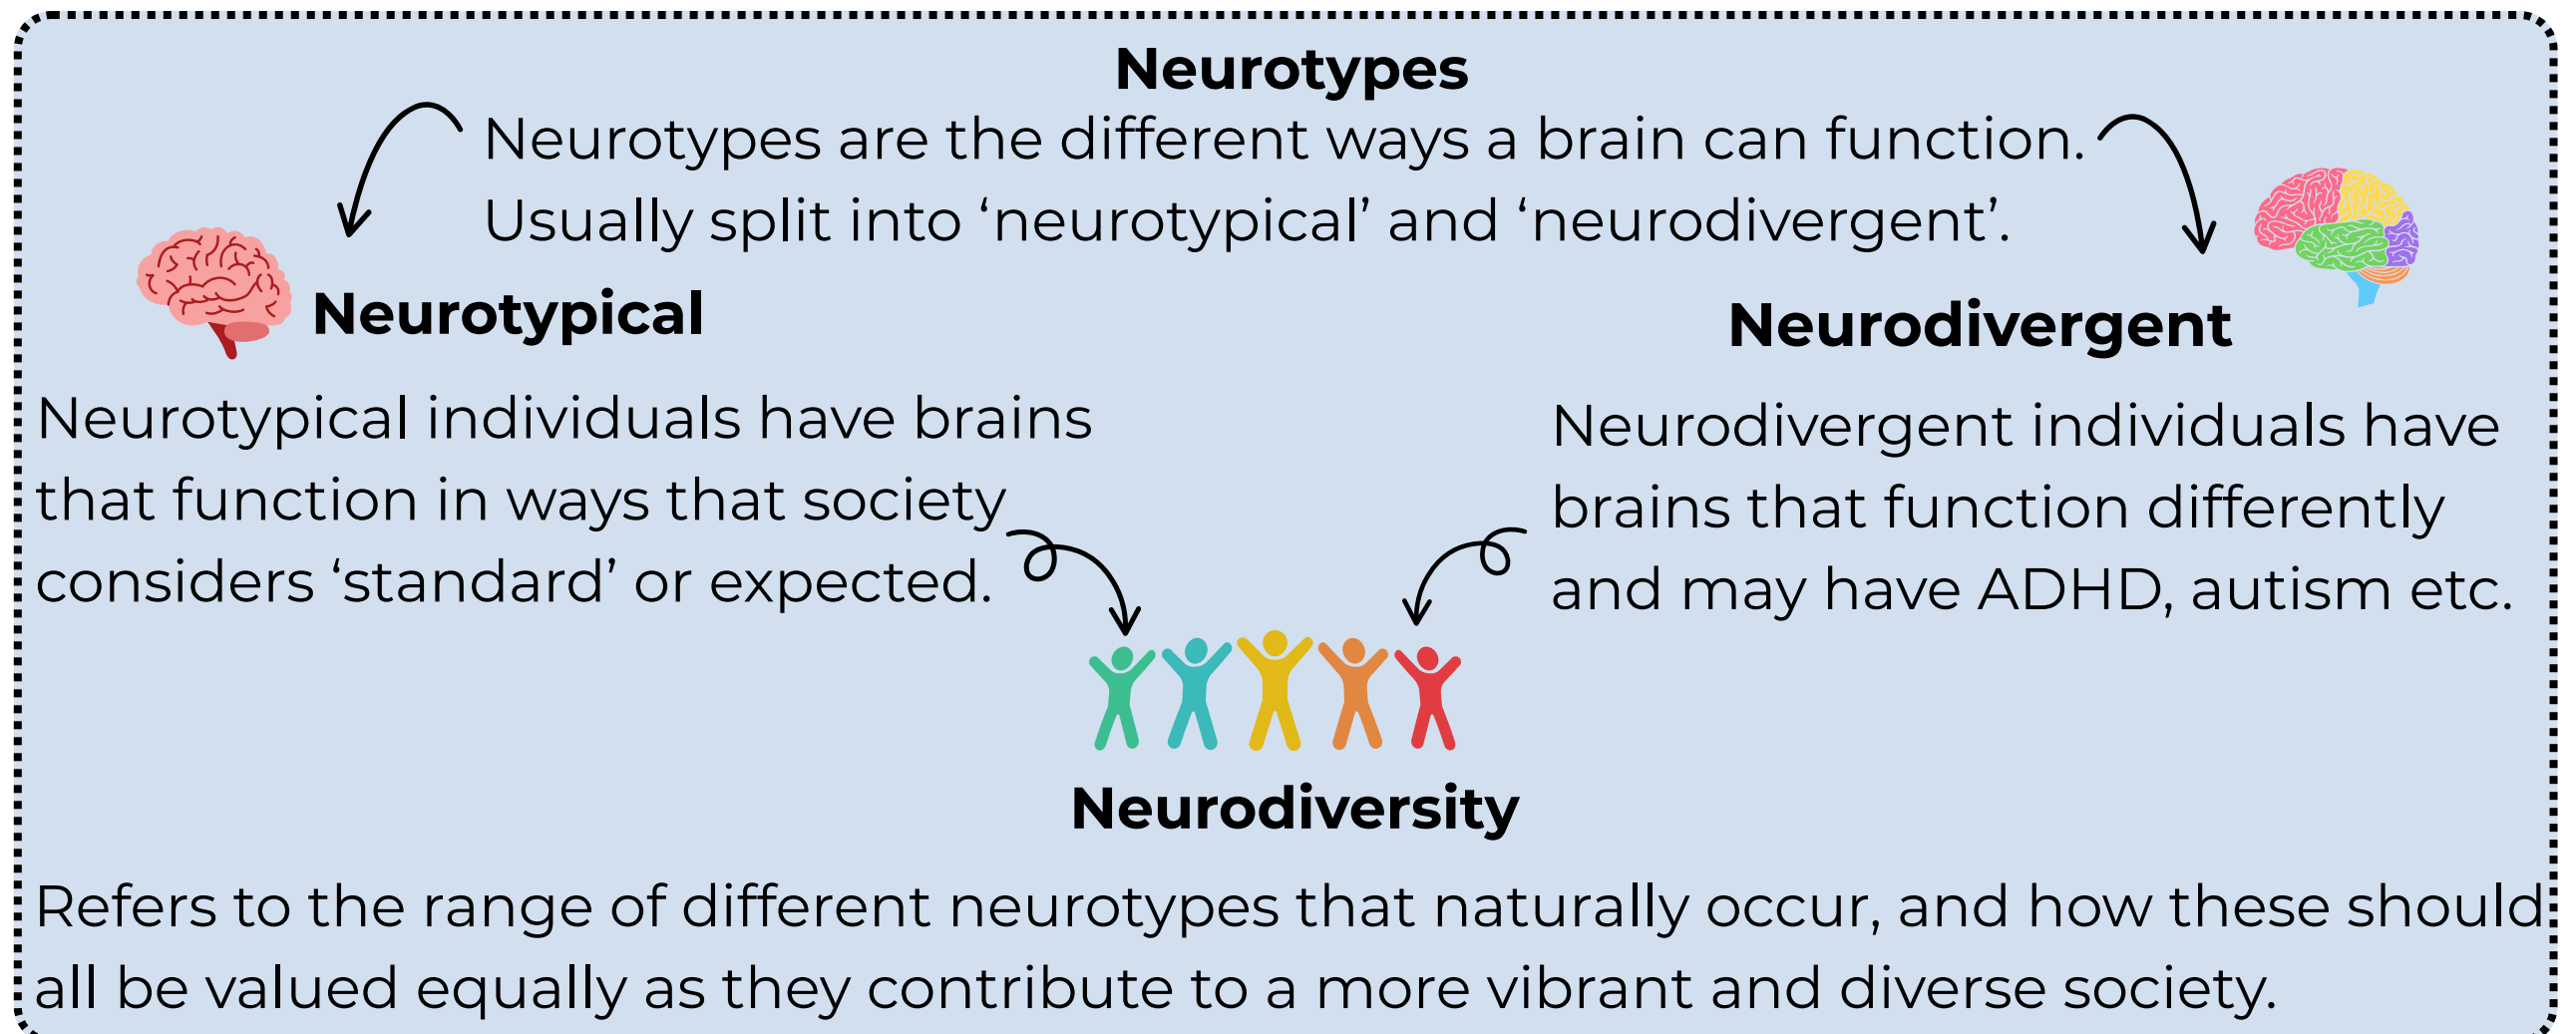 Neurotypes
Neurotypes are the different ways a brain can function.
Usually split into ‘neurotypical’ and ‘neurodivergent’.
Neurotypical
Neurotypical individuals have brains
that function in ways that society
considers ‘standard’ or expected.
Neurodivergent
Neurodivergent individuals have
brains that function differently
and may have ADHD, autism etc.
Neurodiversity
Refers to the range of different neurotypes that naturally occur, and how these should
all be valued equally as they contribute to a more vibrant and diverse society.